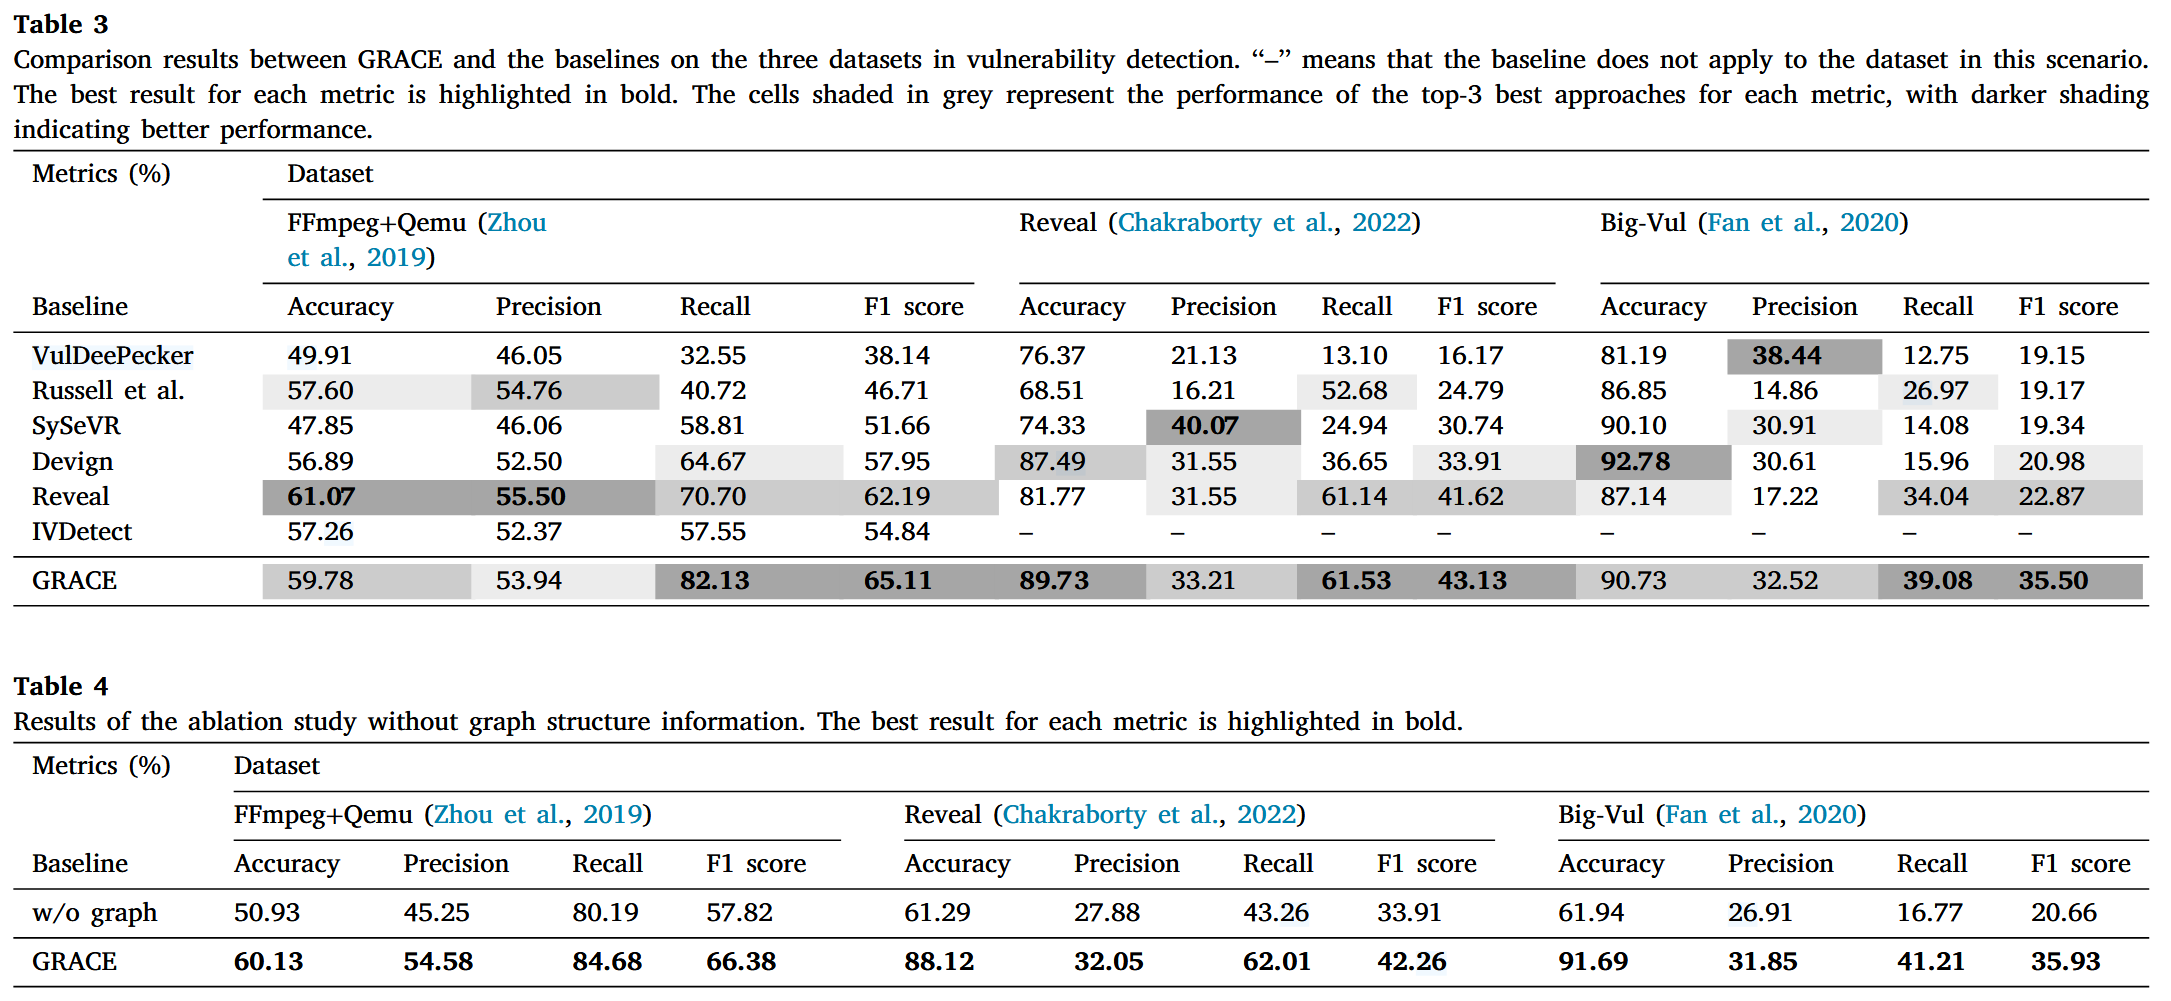 Table 3
Comparison results between GRACE and the baselines on the three datasets in vulnerability detection. “–” means that the baseline does not apply to the dataset in this scenario.
The best result for each metric is highlighted in bold. The cells shaded in grey represent the performance of the top-3 best approaches for each metric, with darker shading
indicating better performance.
Metrics (%) Dataset
FFmpeg+Qemu (Zhou Reveal (Chakraborty et al., 2022) Big-Vul (Fan et al., 2020)
et al., 2019)
Baseline Accuracy Precision Recall F1 score Accuracy Precision Recall F1 score Accuracy Precision Recall F1 score
VulDeePecker 49.91 46.05 32.55 38.14 76.37 21.13 13.10 16.17 81.19 38.44 12.75 19.15
Russell et al. 57.60 54.76 40.72 46.71 68.51 16.21 52.68 24.79 86.85 14.86 26.97 19.17
SySeVR 47.85 46.06 58.81 51.66 74.33 40.07 24.94 30.74 90.10 30.91 14.08 19.34
Devign 56.89 52.50 64.67 57.95 87.49 31.55 36.65 33.91 92.78 30.61 15.96 20.98
Reveal 61.07 55.50 70.70 62.19 81.77 31.55 61.14 41.62 87.14 17.22 34.04 22.87
IVDetect 57.26 52.37 57.55 54.84 – – – – – – – –
GRACE 59.78 53.94 82.13 65.11 89.73 33.21 61.53 43.13 90.73 32.52 39.08 35.50
Table 4
Results of the ablation study without graph structure information. The best result for each metric is highlighted in bold.
Metrics (%) Dataset
FFmpeg+Qemu (Zhou et al., 2019) Reveal (Chakraborty et al., 2022) Big-Vul (Fan et al., 2020)
Baseline Accuracy Precision Recall F1 score Accuracy Precision Recall F1 score Accuracy Precision Recall F1 score
w/o graph 50.93 45.25 80.19 57.82 61.29 27.88 43.26 33.91 61.94 26.91 16.77 20.66
GRACE 60.13 54.58 84.68 66.38 88.12 32.05 62.01 42.26 91.69 31.85 41.21 35.93